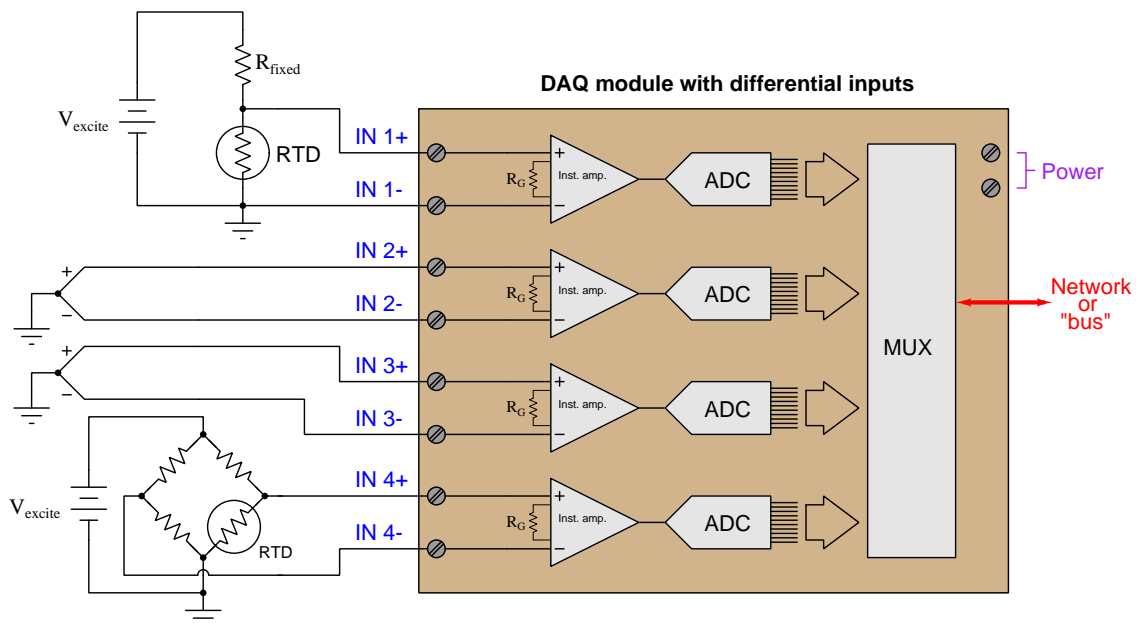 DAQ module with differential inputs
R_fixed
V_excite
RTD
IN 1+
IN 1-
+
R_G
Inst. amp.
−
ADC
MUX
Power
IN 2+
IN 2-
+
−
+
R_G
Inst. amp.
−
ADC
Network
or
"bus"
IN 3+
IN 3-
+
−
+
R_G
Inst. amp.
−
ADC
V_excite
RTD
IN 4+
IN 4-
+
R_G
Inst. amp.
−
ADC